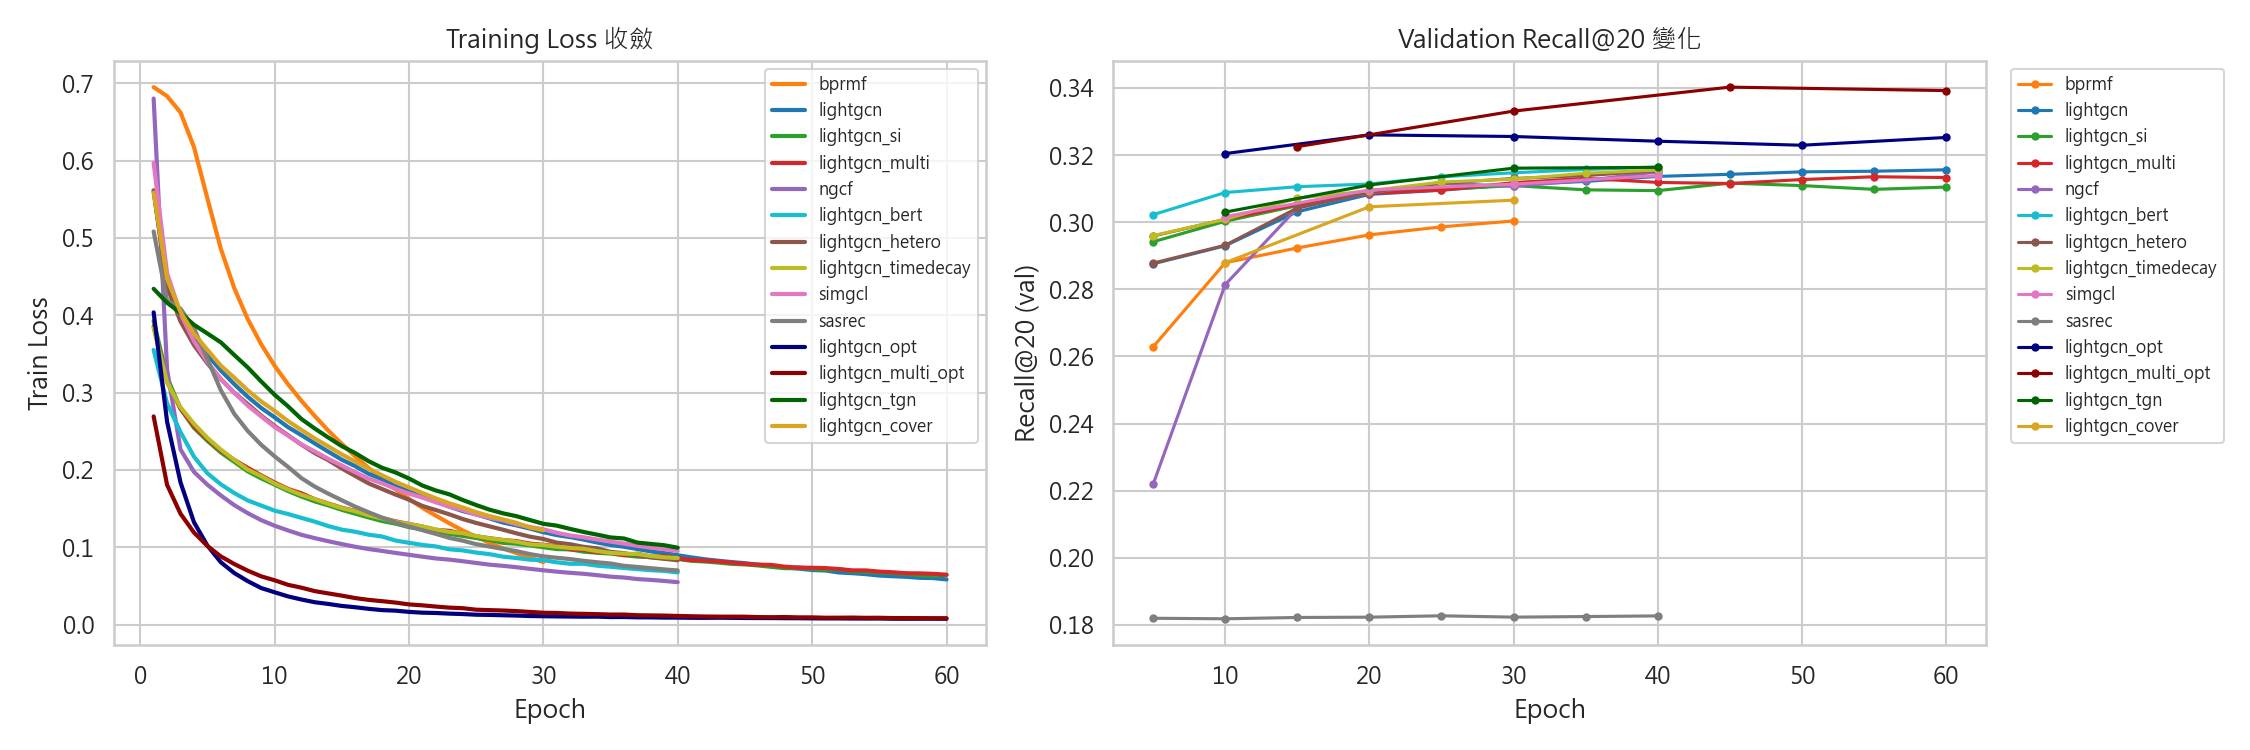 Training Loss 收斂
Train Loss
0.7
0.6
0.5
0.4
0.3
0.2
0.1
0.0
0
10
20
30
40
50
60
Epoch
bprmf
lightgcn
lightgcn_si
lightgcn_multi
ngcf
lightgcn_bert
lightgcn_hetero
lightgcn_timedecay
simgcl
sasrec
lightgcn_opt
lightgcn_multi_opt
lightgcn_tgn
lightgcn_cover
Validation Recall@20 變化
Recall@20 (val)
0.34
0.32
0.30
0.28
0.26
0.24
0.22
0.20
0.18
10
20
30
40
50
60
Epoch
bprmf
lightgcn
lightgcn_si
lightgcn_multi
ngcf
lightgcn_bert
lightgcn_hetero
lightgcn_timedecay
simgcl
sasrec
lightgcn_opt
lightgcn_multi_opt
lightgcn_tgn
lightgcn_cover